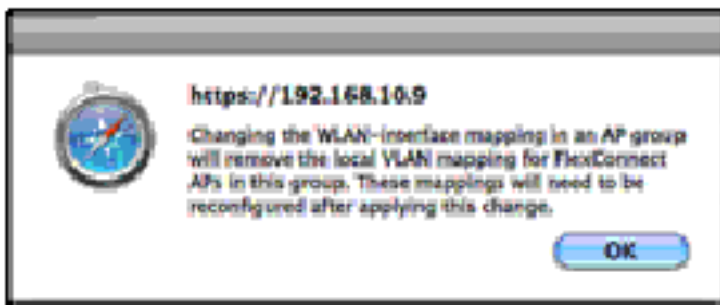 https://192.168.10.9
Changing the WLAN-interface mapping in an AP group
will remove the local VLAN mapping for FlexConnect
APs in this group. These mappings will need to be
reconfigured after applying this change.
OK